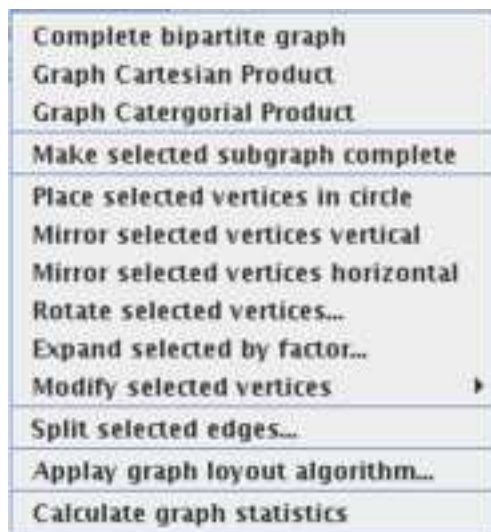 Complete bipartite graph
Graph Cartesian Product
Graph Catergorial Product
Make selected subgraph complete
Place selected vertices in circle
Mirror selected vertices vertical
Mirror selected vertices horizontal
Rotate selected vertices...
Expand selected by factor...
Modify selected vertices
Split selected edges...
Applay graph loyout algorithm...
Calculate graph statistics